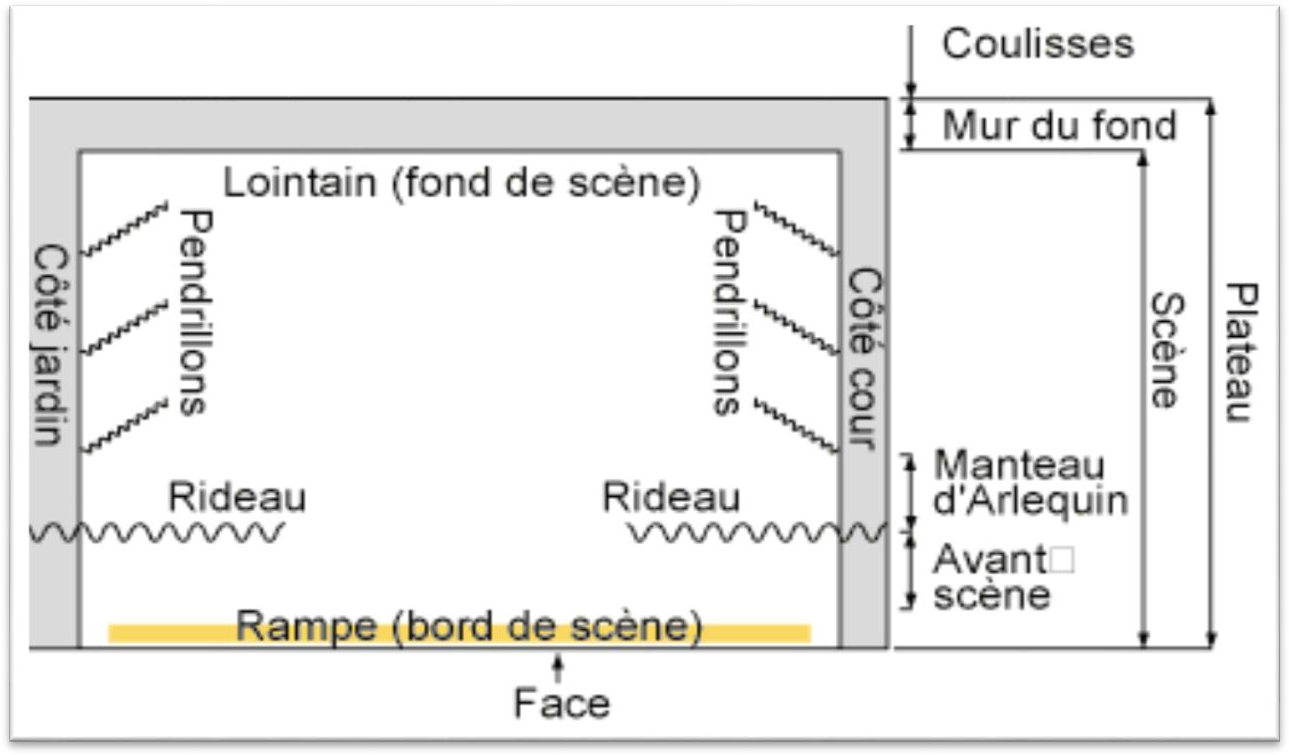 Coulisses
Mur du fond
Lointain (fond de scène)
Pendrillons
Pendrillons
Côté jardin
Côté cour
Scène
Plateau
Rideau
Rideau
Manteau
d'Arlequin
Avant
scène
Rampe (bord de scène)
Face